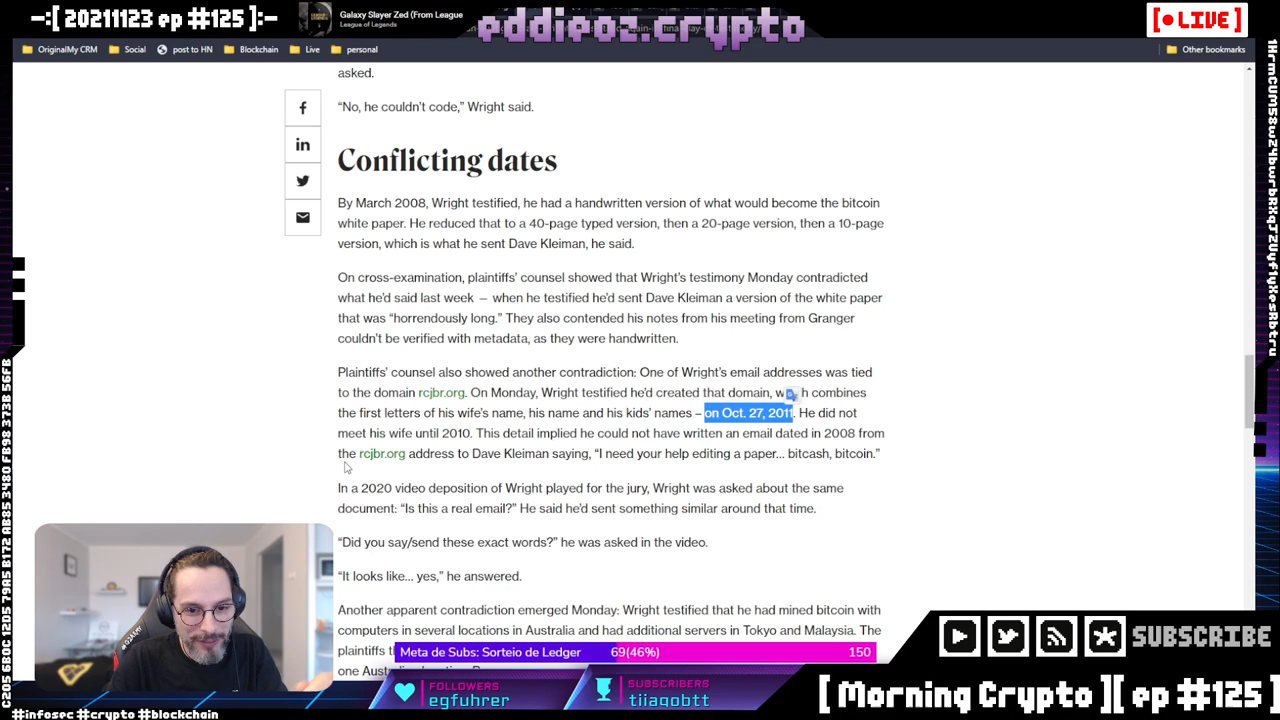 -:[ 20211123 ep #125 ]:-
Galaxy Slayer Zed (From League
League of Legends
eddieoz.crypto
[● LIVE]
OriginalMy CRM
Social
post to HN
Blockchain
Live
personal
Other bookmarks
asked.
“No, he couldn’t code,” Wright said.
Conflicting dates
By March 2008, Wright testified, he had a handwritten version of what would become the bitcoin
white paper. He reduced that to a 40-page typed version, then a 20-page version, then a 10-page
version, which is what he sent Dave Kleiman, he said.
On cross-examination, plaintiffs’ counsel showed that Wright’s testimony Monday contradicted
what he’d said last week — when he testified he’d sent Dave Kleiman a version of the white paper
that was “horrendously long.” They also contended his notes from his meeting from Granger
couldn’t be verified with metadata, as they were handwritten.
Plaintiffs’ counsel also showed another contradiction: One of Wright’s email addresses was tied
to the domain rcjbr.org. On Monday, Wright testified he’d created that domain, w h combines
the first letters of his wife’s name, his name and his kids’ names – on Oct. 27, 2011. He did not
meet his wife until 2010. This detail implied he could not have written an email dated in 2008 from
the rcjbr.org address to Dave Kleiman saying, “I need your help editing a paper... bitcash, bitcoin.”
In a 2020 video deposition of Wright played for the jury, Wright was asked about the same
document: “Is this a real email?” He said he’d sent something similar around that time.
“Did you say/send these exact words?” he was asked in the video.
“It looks like... yes,” he answered.
Another apparent contradiction emerged Monday: Wright testified that he had mined bitcoin with
computers in several locations in Australia and had additional servers in Tokyo and Malaysia. The
plaintiffs
Meta de Subs: Sorteio de Ledger 69(46%) 150
FOLLOWERS
egfuhrer
SUBSCRIBERS
tiiagobtt
SUBSCRIBE
[ Morning Crypto ][ ep #125 ]
#infosec #crypto #blockchain